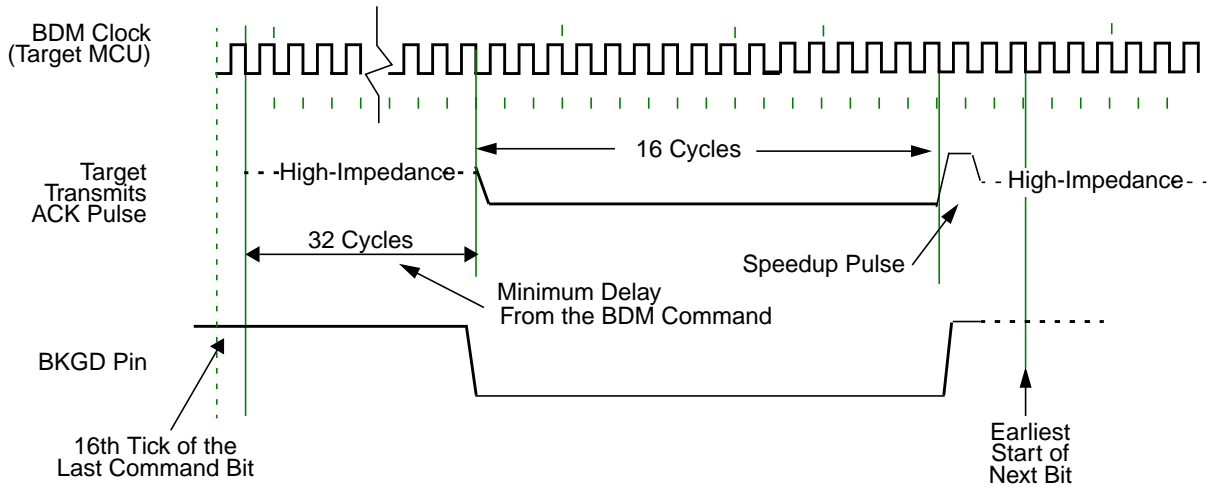 BDM Clock
(Target MCU)
16 Cycles
Target
Transmits
ACK Pulse
High-Impedance
High-Impedance
32 Cycles
Speedup Pulse
Minimum Delay
From the BDM Command
BKGD Pin
16th Tick of the
Last Command Bit
Earliest
Start of
Next Bit